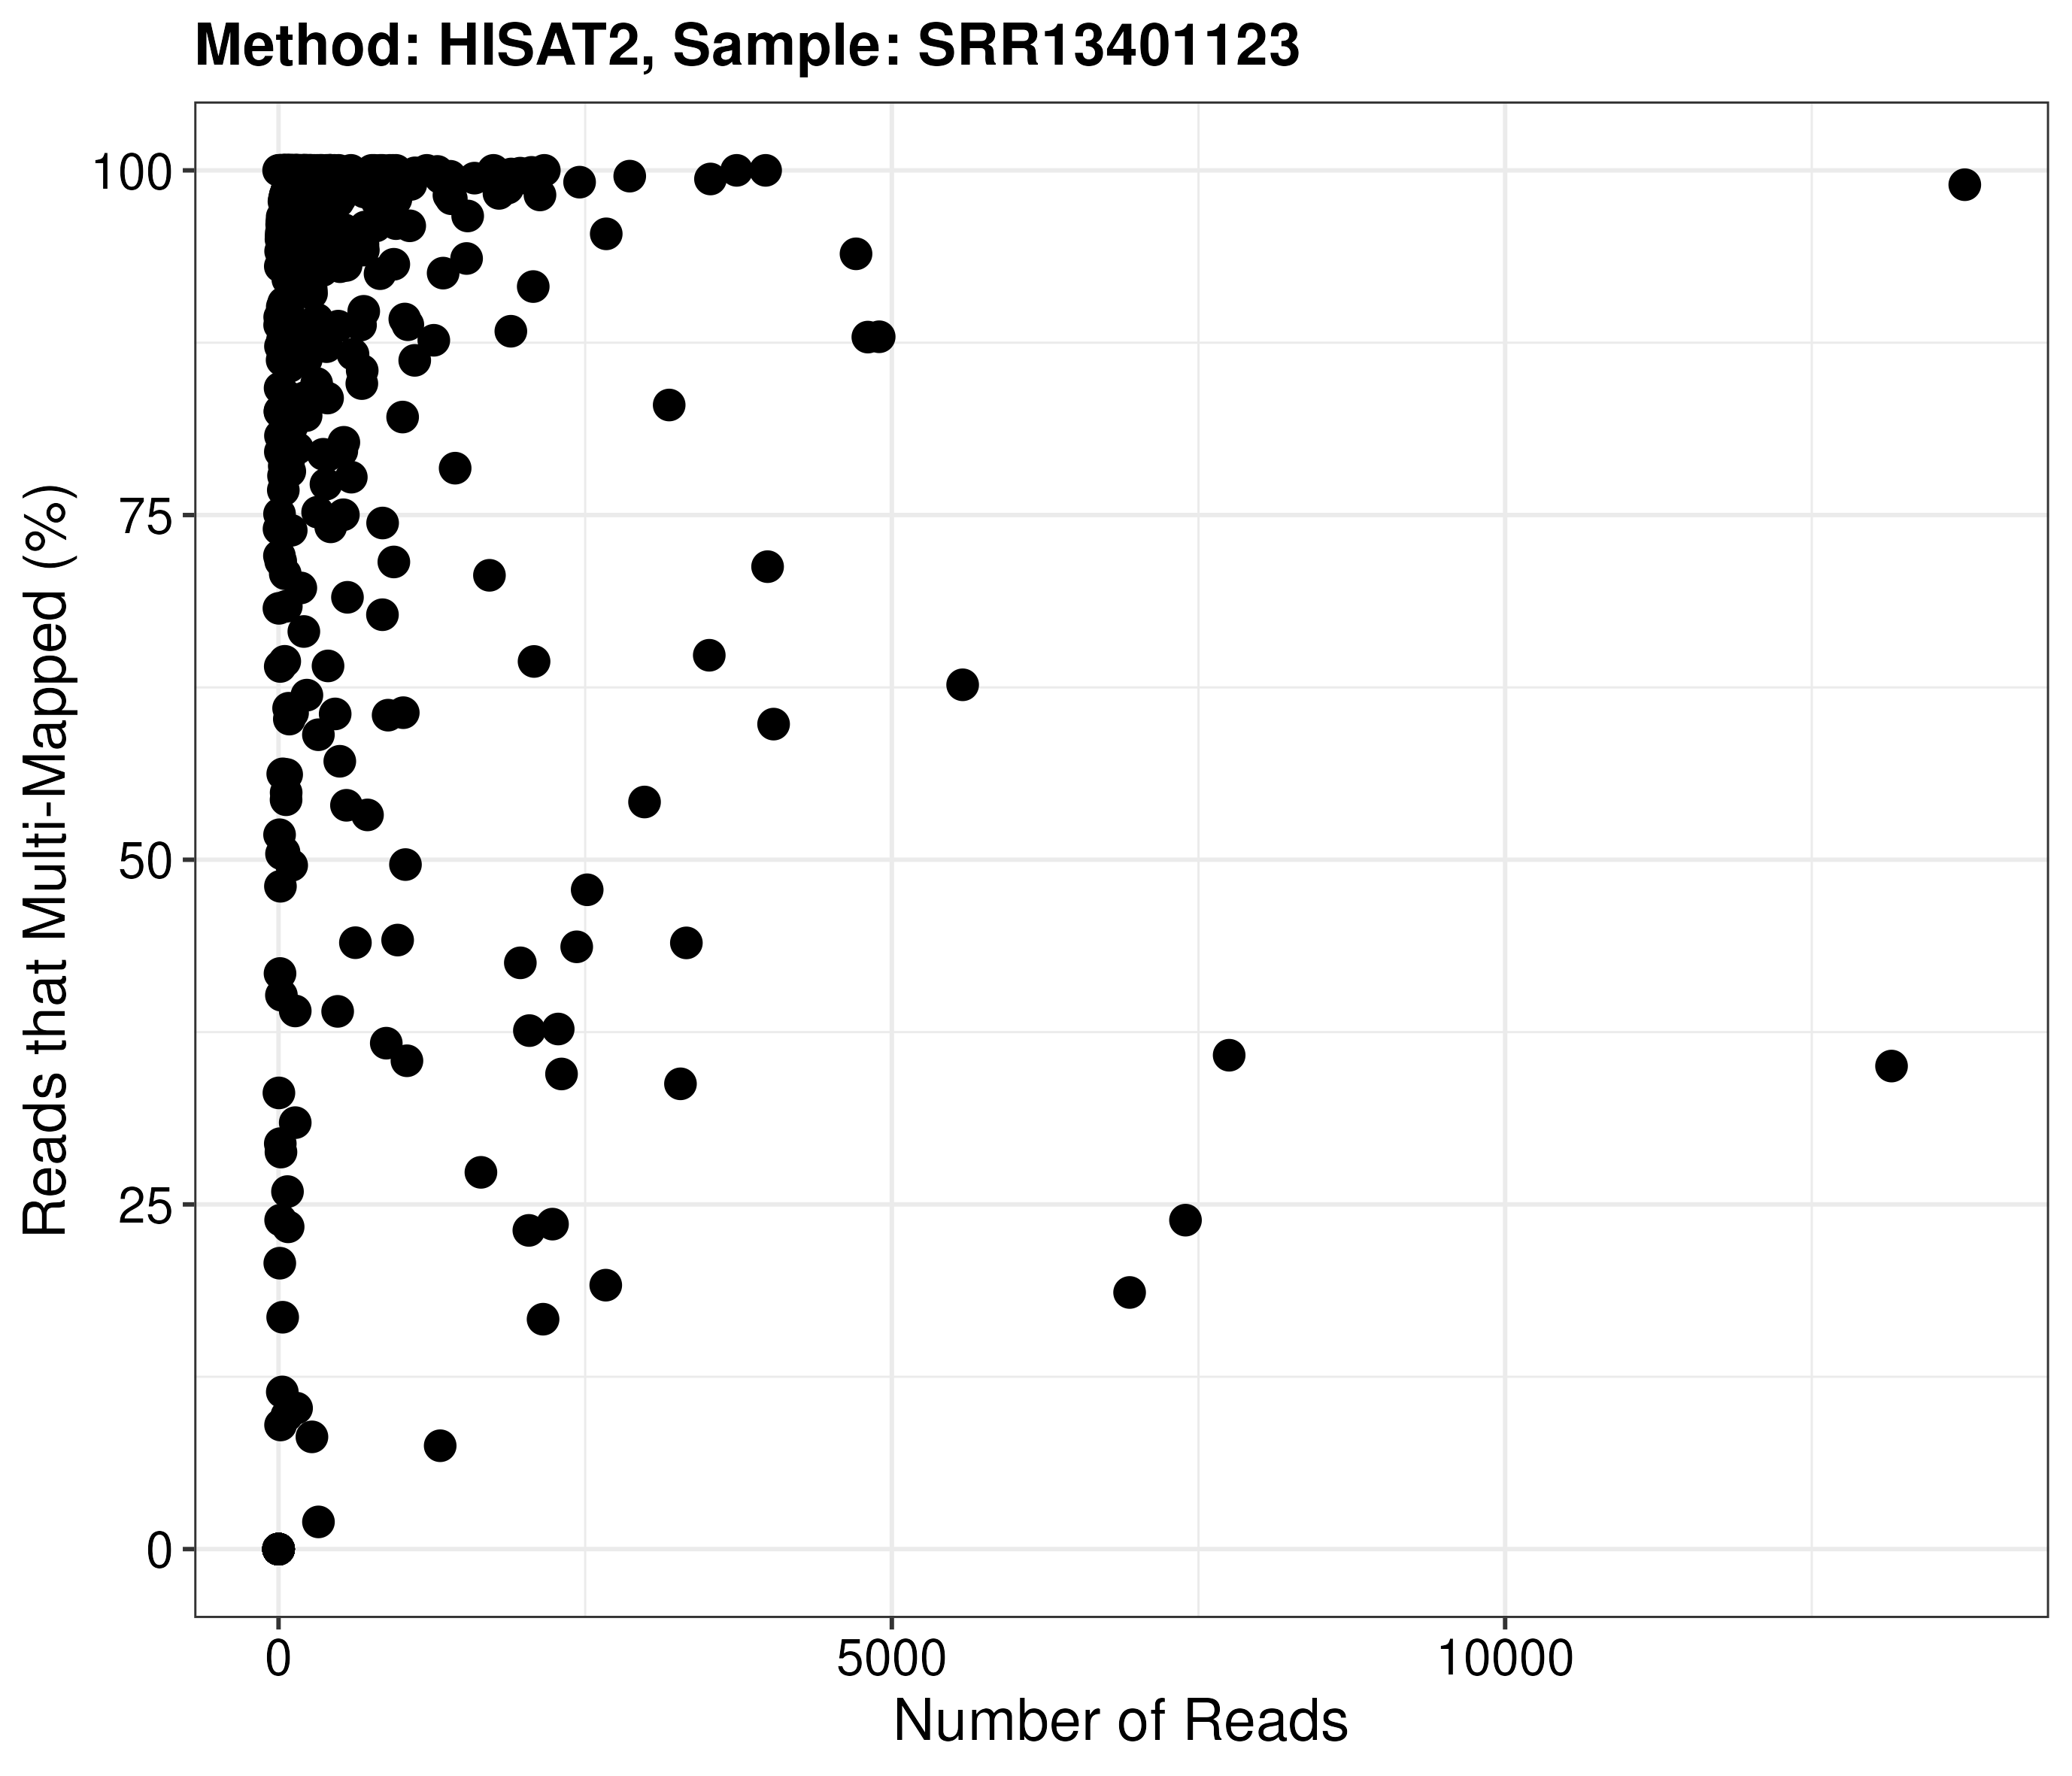 Method: HISAT2, Sample: SRR13401123
Reads that Multi-Mapped (%)
100
75
50
25
0
0 5000 10000
Number of Reads